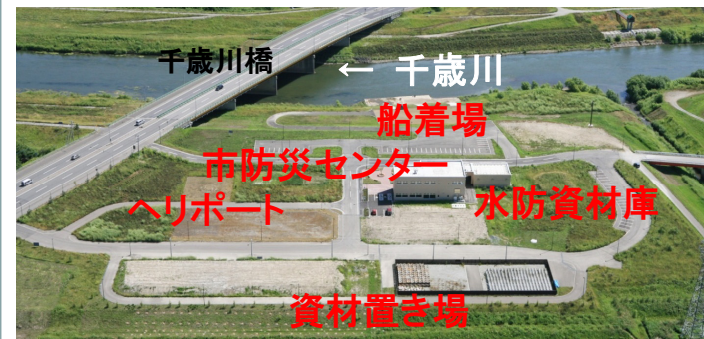 千歳川橋
← 千歳川
船着場
市防災センター
ヘリポート
水防資材庫
資材置き場